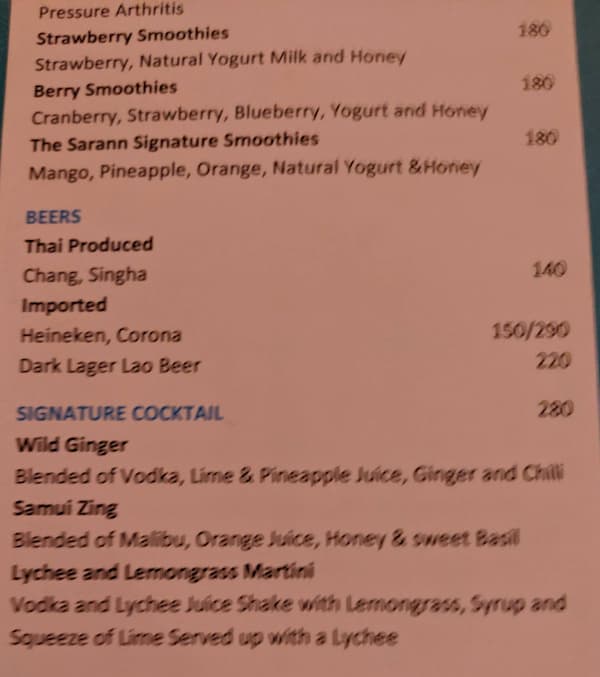 Pressure Arthritis
Strawberry Smoothies 180
Strawberry, Natural Yogurt Milk and Honey
Berry Smoothies 180
Cranberry, Strawberry, Blueberry, Yogurt and Honey
The Sarann Signature Smoothies 180
Mango, Pineapple, Orange, Natural Yogurt &Honey
BEERS
Thai Produced
Chang, Singha 140
Imported
Heineken, Corona 150/290
Dark Lager Lao Beer 220
SIGNATURE COCKTAIL 280
Wild Ginger
Blended of Vodka, Lime & Pineapple Juice, Ginger and Chilli
Samui Zing
Blended of Malibu, Orange Juice, Honey & sweet Basil
Lychee and Lemongrass Martini
Vodka and Lychee Juice Shake with Lemongrass, Syrup and
Squeeze of Lime Served up with a Lychee